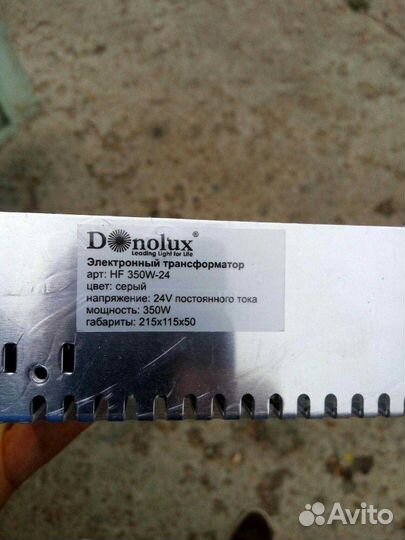 Donolux®
Leading Light for Life
Электронный трансформатор
арт: HF 350W-24
цвет: серый
напряжение: 24V постоянного тока
мощность: 350W
габариты: 215x115x50
Avito